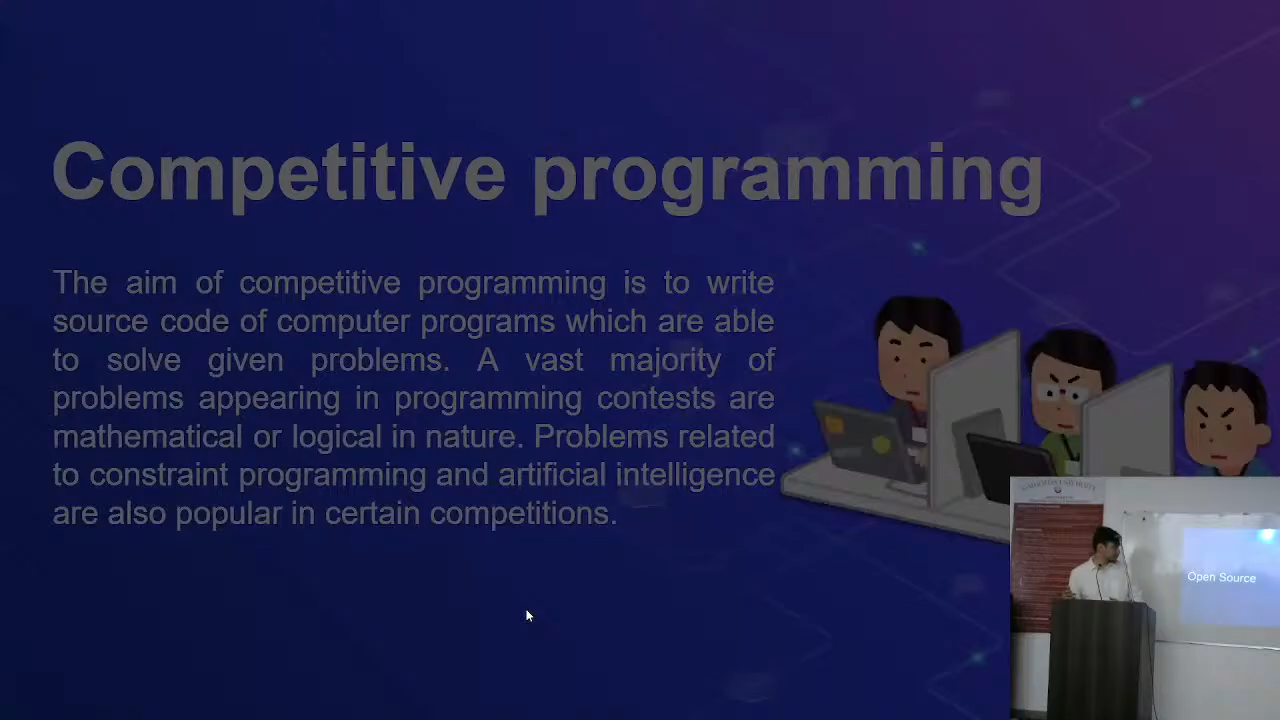 Competitive programming
The aim of competitive programming is to write
source code of computer programs which are able
to solve given problems. A vast majority of
problems appearing in programming contests are
mathematical or logical in nature. Problems related
to constraint programming and artificial intelligence
are also popular in certain competitions.
Open Source